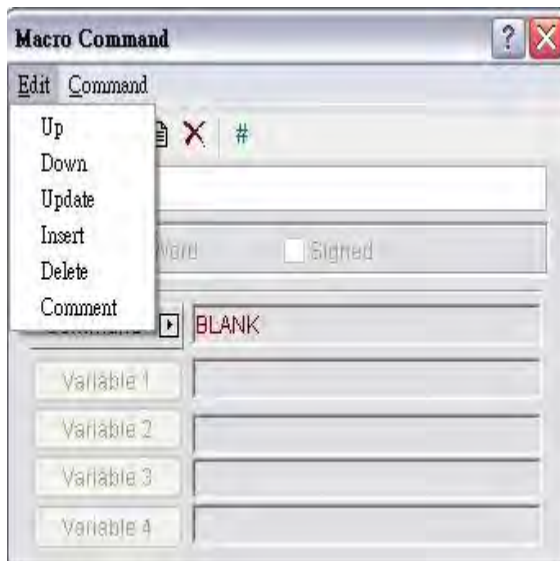 Macro Command
Edit Command
Up
Down
Update
Insert
Delete
Comment
#
Signed
BLANK
Variable 1
Variable 2
Variable 3
Variable 4